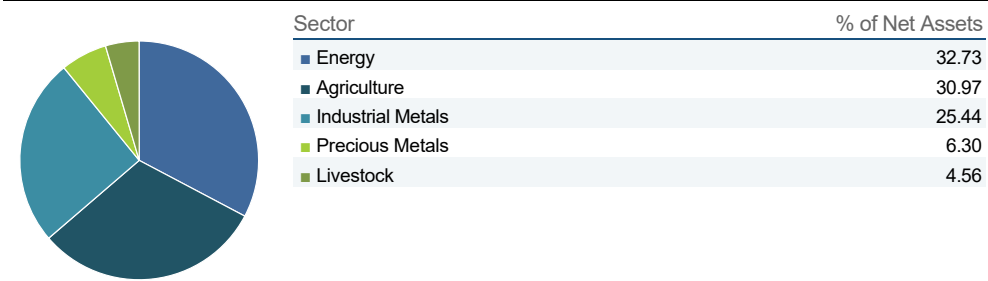 Sector % of Net Assets
Energy 32.73
Agriculture 30.97
Industrial Metals 25.44
Precious Metals 6.30
Livestock 4.56